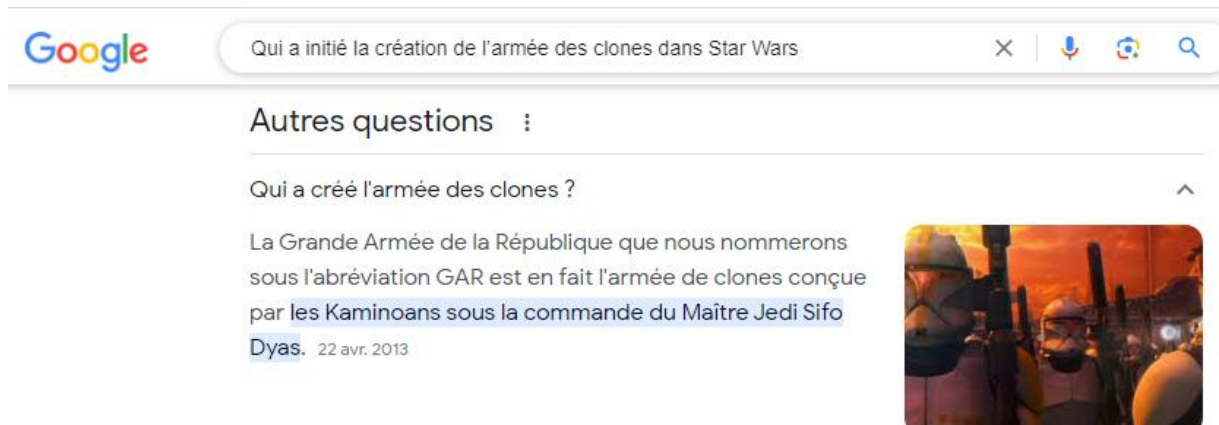 Google
Qui a initié la création de l'armée des clones dans Star Wars
Autres questions
Qui a créé l'armée des clones ?
La Grande Armée de la République que nous nommerons
sous l'abréviation GAR est en fait l'armée de clones conçue
par les Kaminoans sous la commande du Maître Jedi Sifo
Dyas. 22 avr. 2013